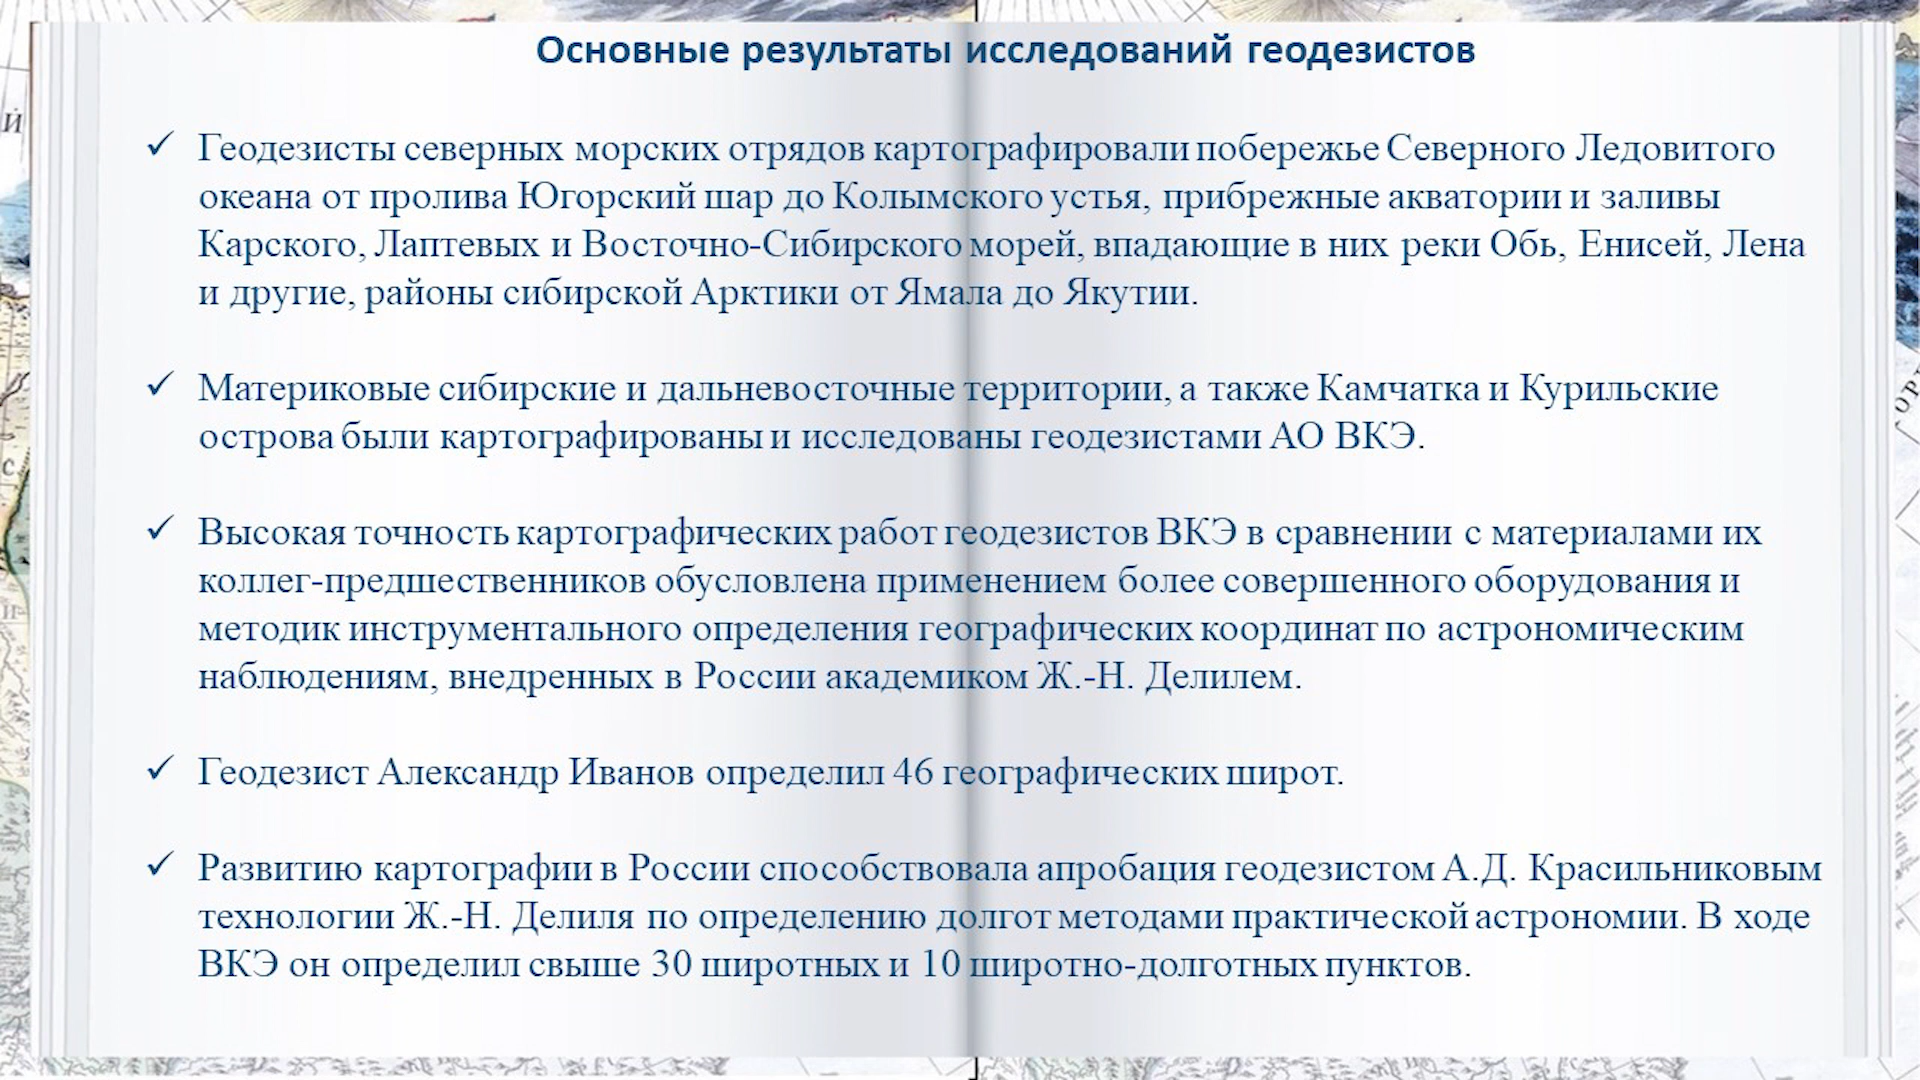 Основные результаты исследований геодезистов
Геодезисты северных морских отрядов картографировали побережье Северного Ледовитого
океана от пролива Югорский шар до Колымского устья, прибрежные акватории и заливы
Карского, Лаптевых и Восточно-Сибирского морей, впадающие в них реки Обь, Енисей, Лена
и другие, районы сибирской Арктики от Ямала до Якутии.
Материковые сибирские и дальневосточные территории, а также Камчатка и Курильские
острова были картографированы и исследованы геодезистами АО ВКЭ.
Высокая точность картографических работ геодезистов ВКЭ в сравнении с материалами их
коллег-предшественников обусловлена применением более совершенного оборудования и
методик инструментального определения географических координат по астрономическим
наблюдениям, внедренных в России академиком Ж.-Н. Делилем.
Геодезист Александр Иванов определил 46 географических широт.
Развитию картографии в России способствовала апробация геодезистом А.Д. Красильниковым
технологии Ж.-Н. Делиля по определению долгот методами практической астрономии. В ходе
ВКЭ он определил свыше 30 широтных и 10 широтно-долготных пунктов.